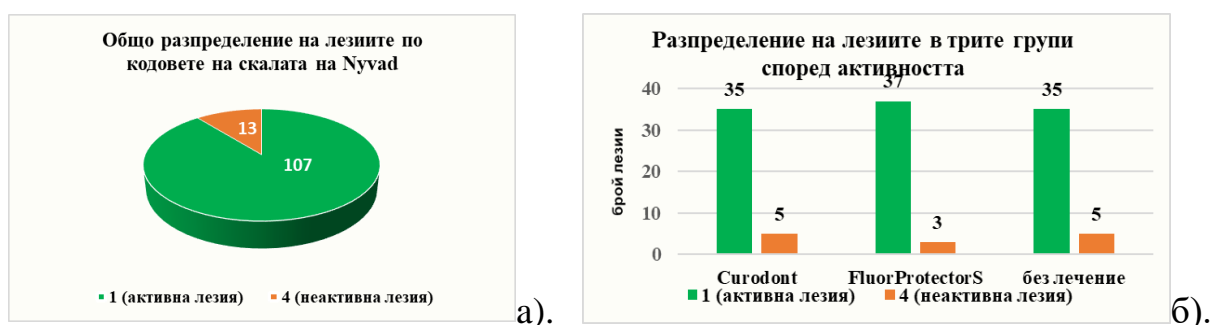 Общо разпределение на лезиите по
кодовете на скалата на Nyvad
13
107
1 (активна лезия) 4 (неактивна лезия)
а).
Разпределение на лезиите в трите групи
според активността
брой лезии
40
30
20
10
0
35
5
37
3
35
5
Curodont FluorProtectorS без лечение
1 (активна лезия) 4 (неактивна лезия)
б).